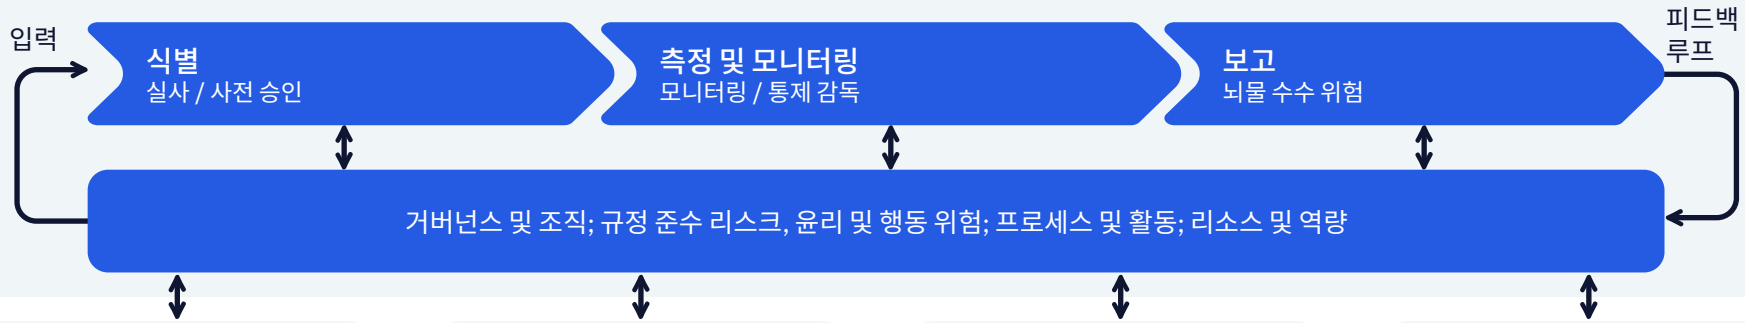 입력
식별
실사 / 사전 승인
측정 및 모니터링
모니터링 / 통제 감독
보고
뇌물 수수 위험
피드백
루프
거버넌스 및 조직; 규정 준수 리스크, 윤리 및 행동 위험; 프로세스 및 활동; 리소스 및 역량